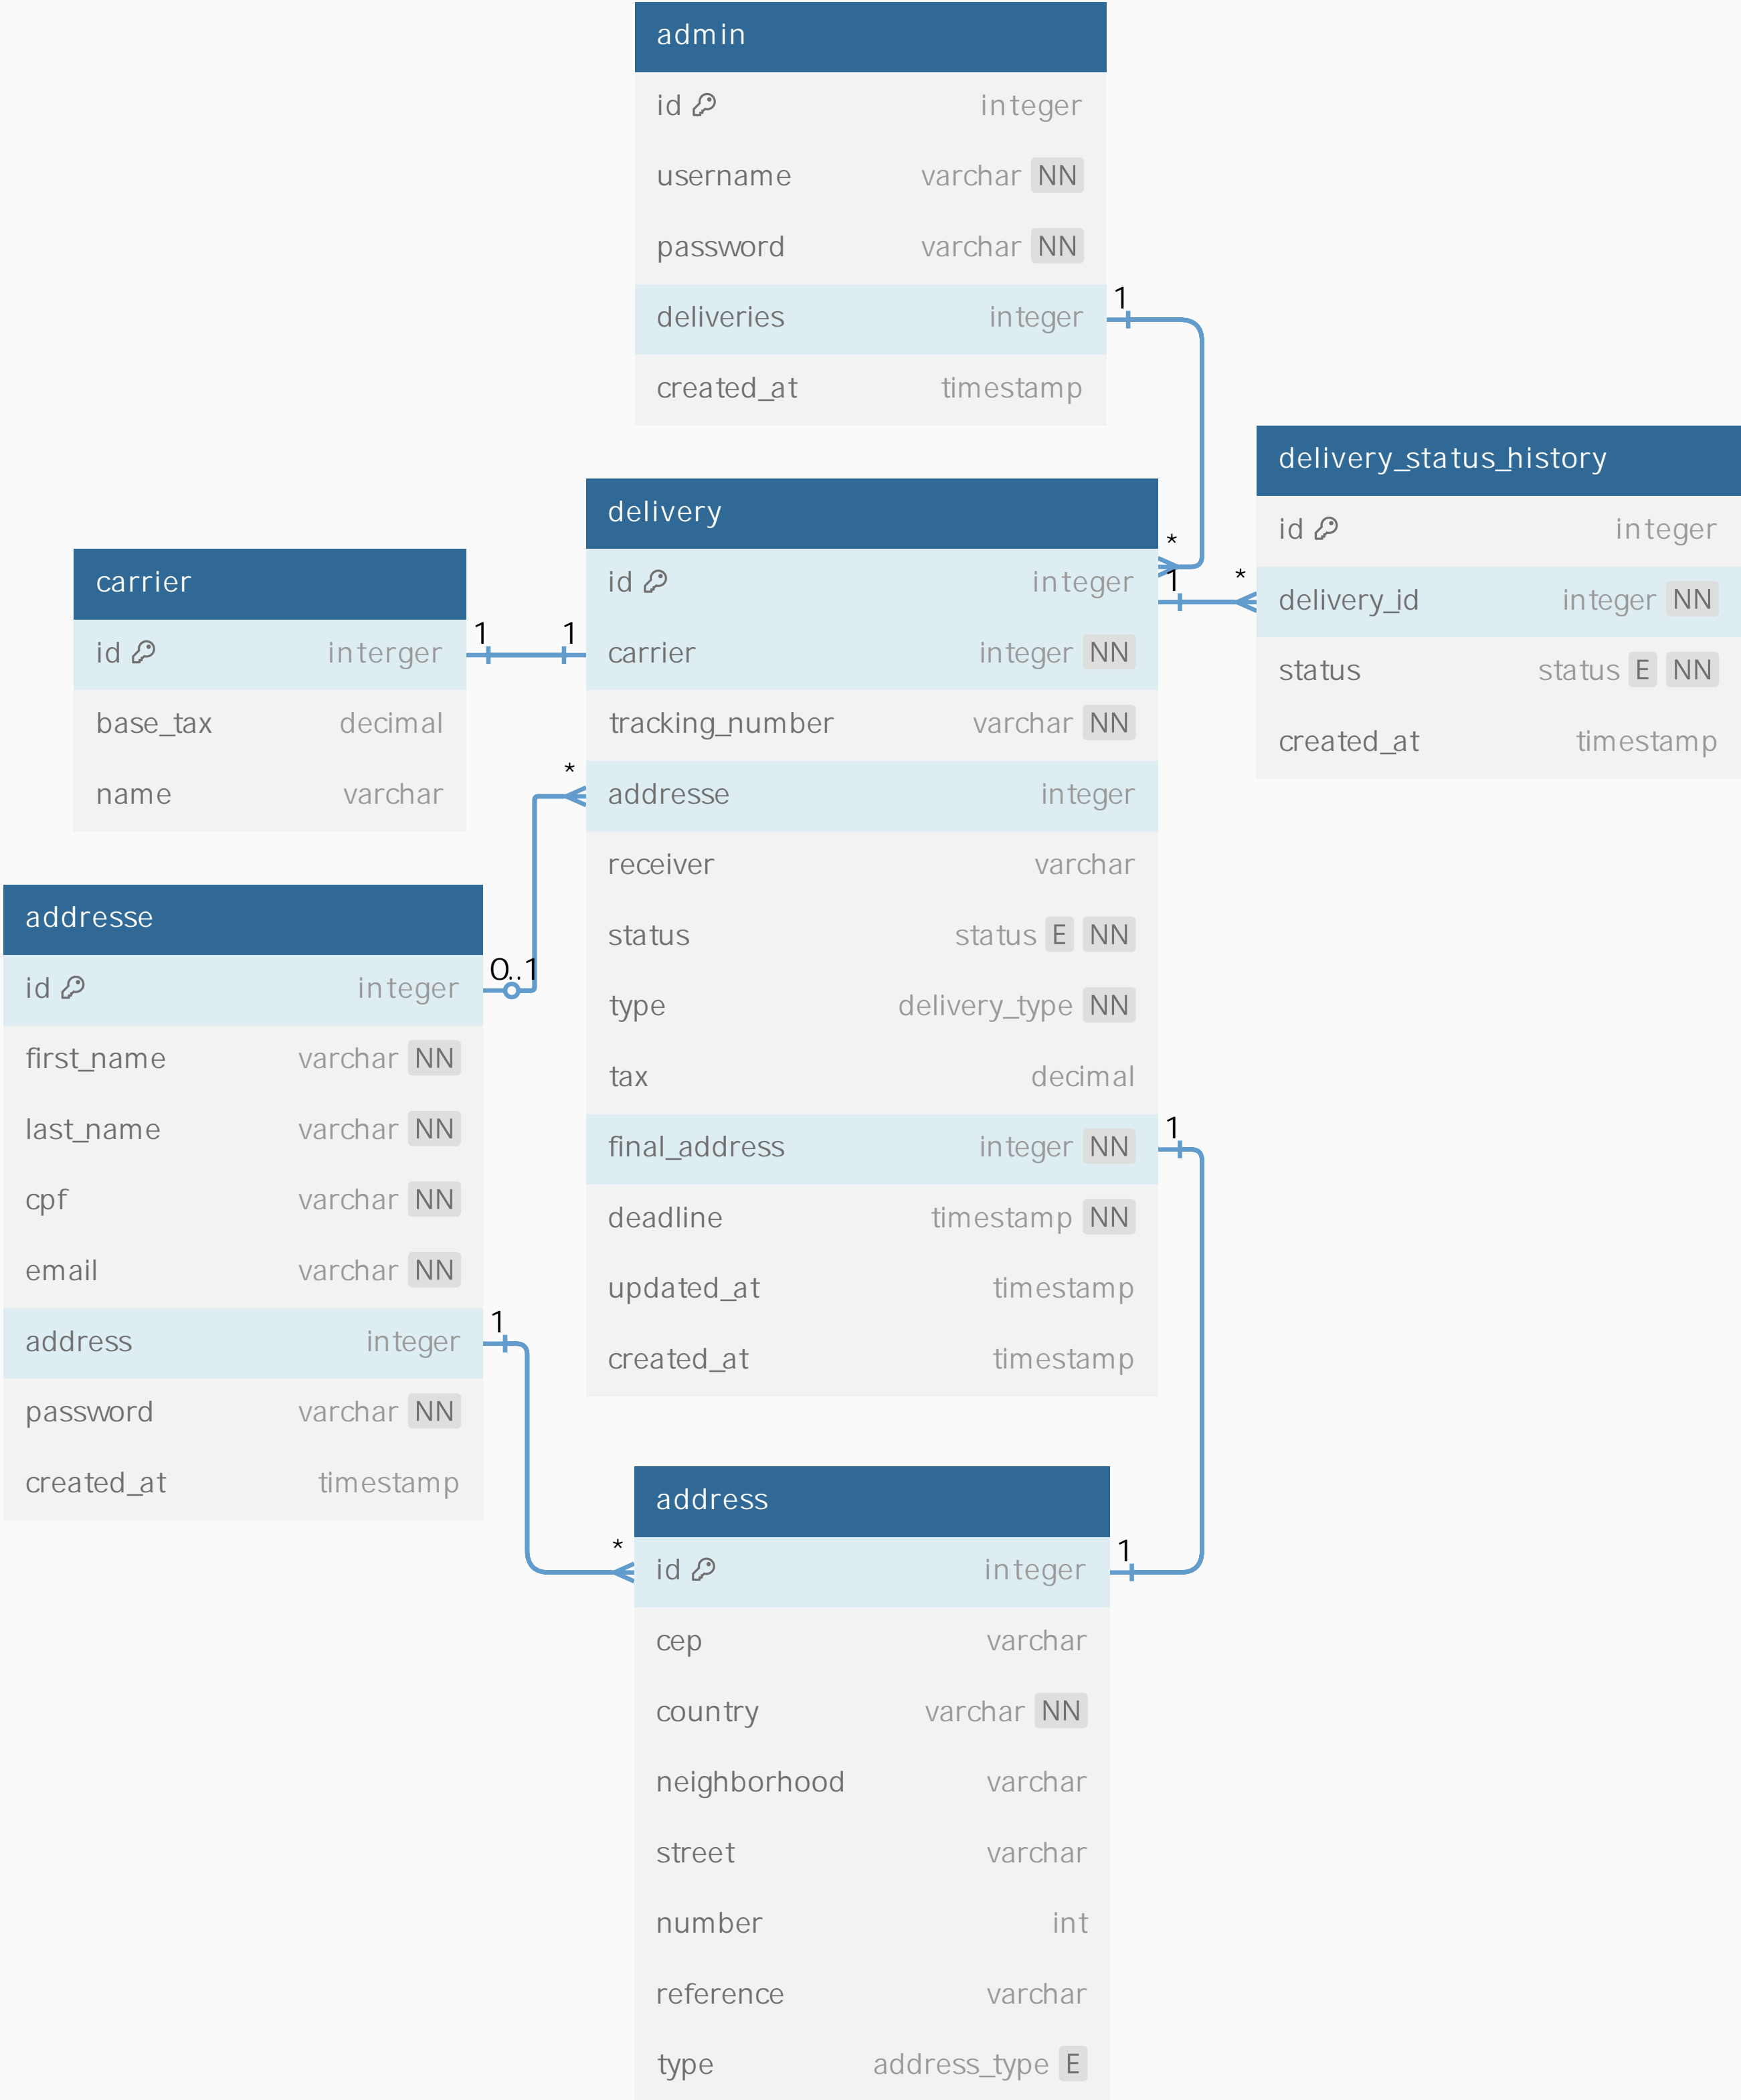 admin
id integer
username varchar NN
password varchar NN
deliveries integer
created_at timestamp
1
*
delivery_status_history
id integer
delivery_id integer NN
status status E NN
created_at timestamp
1
*
delivery
id integer
carrier integer NN
tracking_number varchar NN
addresse integer
receiver varchar
status status E NN
type delivery_type NN
tax decimal
final_address integer NN
deadline timestamp NN
updated_at timestamp
created_at timestamp
carrier
id interger
base_tax decimal
name varchar
1
1
*
0..1
addresse
id integer
first_name varchar NN
last_name varchar NN
cpf varchar NN
email varchar NN
address integer
password varchar NN
created_at timestamp
1
*
1
1
address
id integer
cep varchar
country varchar NN
neighborhood varchar
street varchar
number int
reference varchar
type address_type E